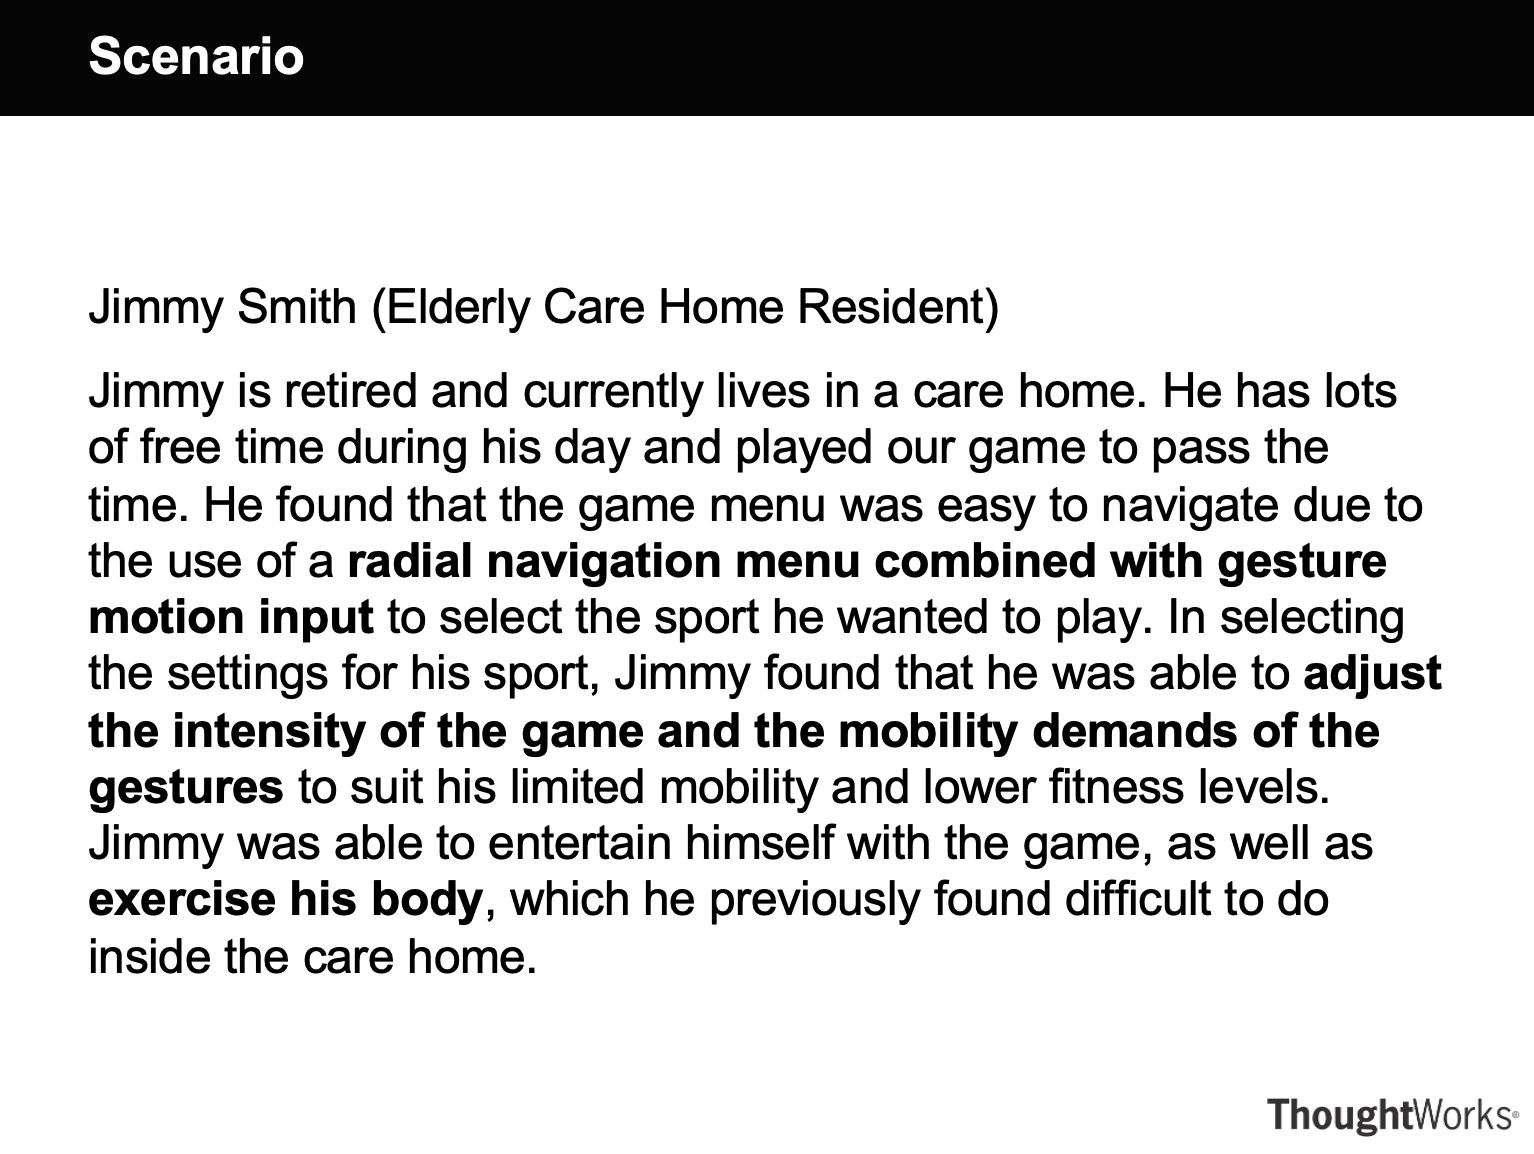 Scenario
Jimmy Smith (Elderly Care Home Resident)
Jimmy is retired and currently lives in a care home. He has lots
of free time during his day and played our game to pass the
time. He found that the game menu was easy to navigate due to
the use of a radial navigation menu combined with gesture
motion input to select the sport he wanted to play. In selecting
the settings for his sport, Jimmy found that he was able to adjust
the intensity of the game and the mobility demands of the
gestures to suit his limited mobility and lower fitness levels.
Jimmy was able to entertain himself with the game, as well as
exercise his body, which he previously found difficult to do
inside the care home.
ThoughtWorks®